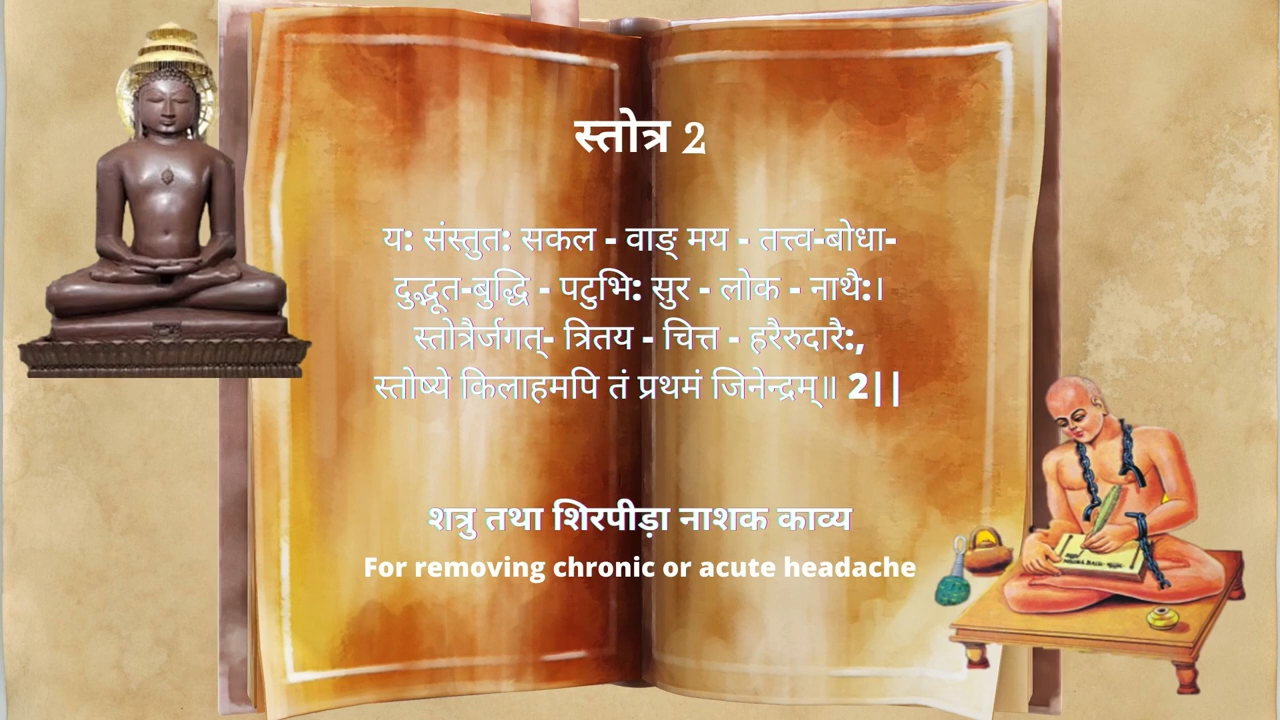 स्तोत्र 2
य: संस्तुत: सकल - वाङ् मय - तत्त्व-बोधा-
दुद्भूत-बुद्धि - पटुभि: सुर - लोक - नाथै:।
स्तोत्रैर्जगत्- त्रितय - चित्त - हरैरुदारै:,
स्तोष्ये किलाहमपि तं प्रथमं जिनेन्द्रम्॥ 2||
शत्रु तथा शिरपीड़ा नाशक काव्य
For removing chronic or acute headache